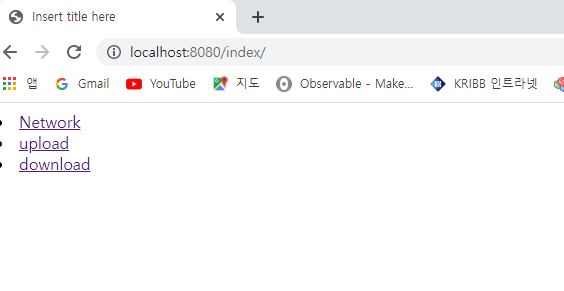 Insert title here
localhost:8080/index/
앱 Gmail YouTube 지도 Observable - Make... KRIBB 인트라넷
Network
upload
download